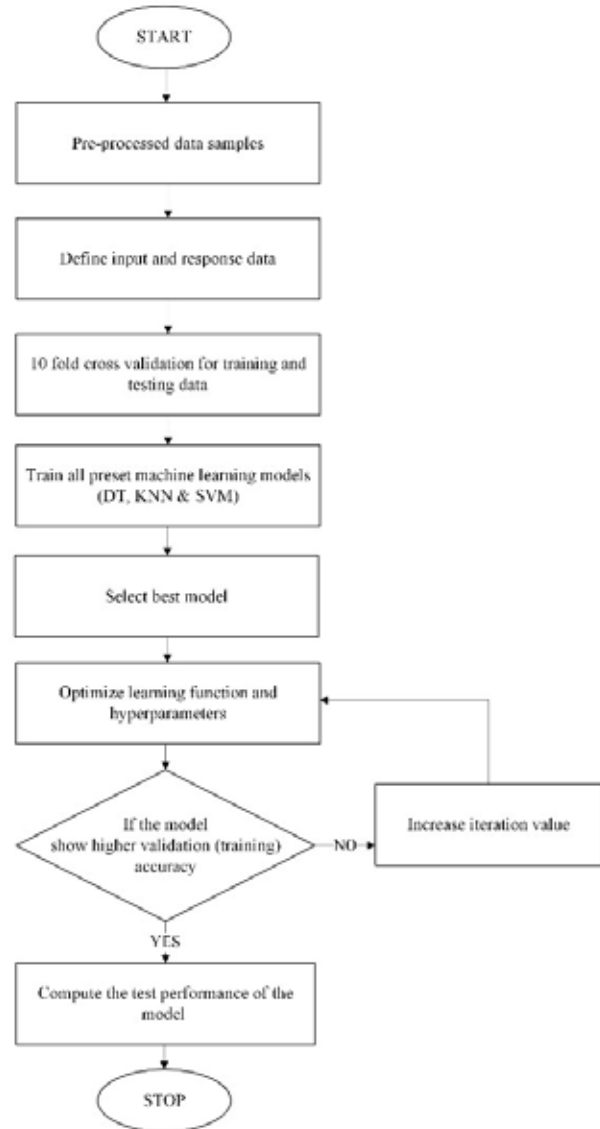 START
Pre-processed data samples
Define input and response data
10 fold cross validation for training and
testing data
Train all preset machine learning models
(DT, KNN & SVM)
Select best model
Optimize learning function and
hyperparameters
If the model
show higher validation (training)
accuracy
NO
Increase iteration value
YES
Compute the test performance of the
model
STOP